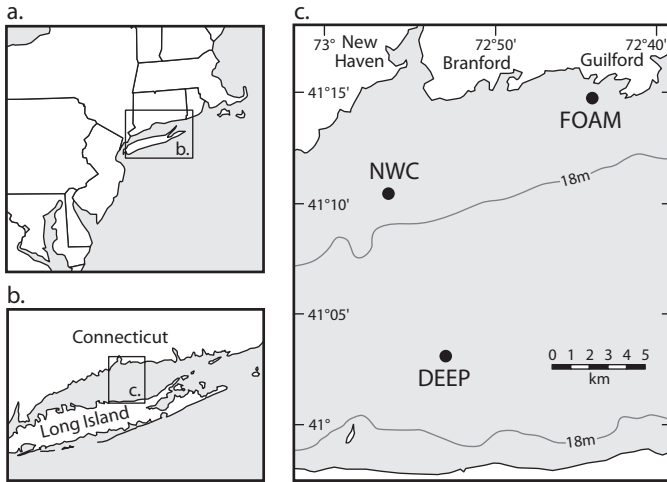 a.
b.
b.
Connecticut
c.
Long Island
c.
73° 72°50' 72°40'
New
Haven
Branford
Guilford
41°15'
FOAM
NWC
18m
41°10'
41°05'
0 1 2 3 4 5
km
DEEP
41°
18m